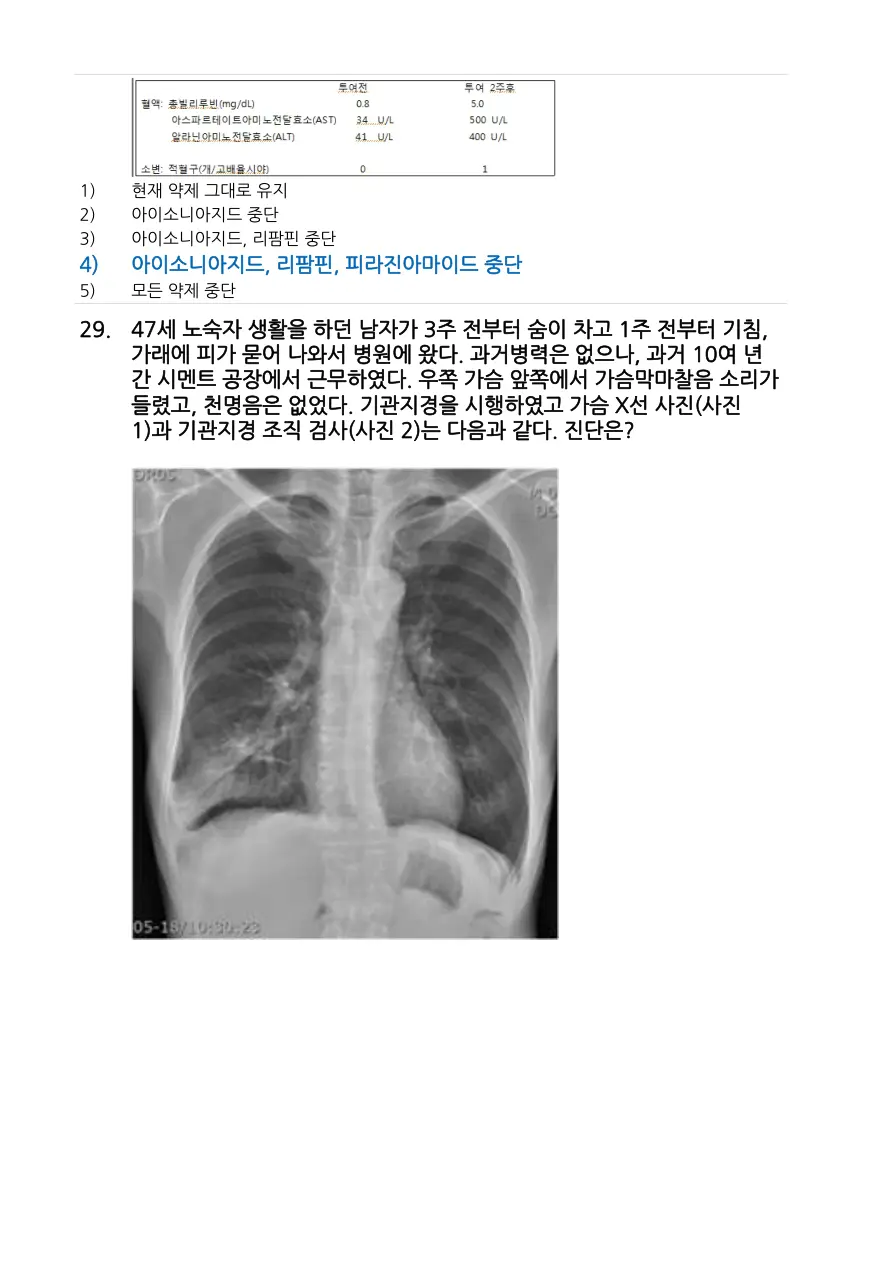 투여전 투여 2주후
혈액: 총빌리루빈(mg/dL) 0.8 5.0
아스파르테이트아미노전달효소(AST) 34 U/L 500 U/L
알라닌아미노전달효소(ALT) 41 U/L 400 U/L
소변: 적혈구(개/고배율시야) 0 1
1) 현재 약제 그대로 유지
2) 아이소니아지드 중단
3) 아이소니아지드, 리팜핀 중단
4) 아이소니아지드, 리팜핀, 피라진아마이드 중단
5) 모든 약제 중단
29. 47세 노숙자 생활을 하던 남자가 3주 전부터 숨이 차고 1주 전부터 기침,
가래에 피가 묻어 나와서 병원에 왔다. 과거병력은 없으나, 과거 10여 년
간 시멘트 공장에서 근무하였다. 우쪽 가슴 앞쪽에서 가슴막마찰음 소리가
들렸고, 천명음은 없었다. 기관지경을 시행하였고 가슴 X선 사진(사진
1)과 기관지경 조직 검사(사진 2)는 다음과 같다. 진단은?
05-18/10:30:23